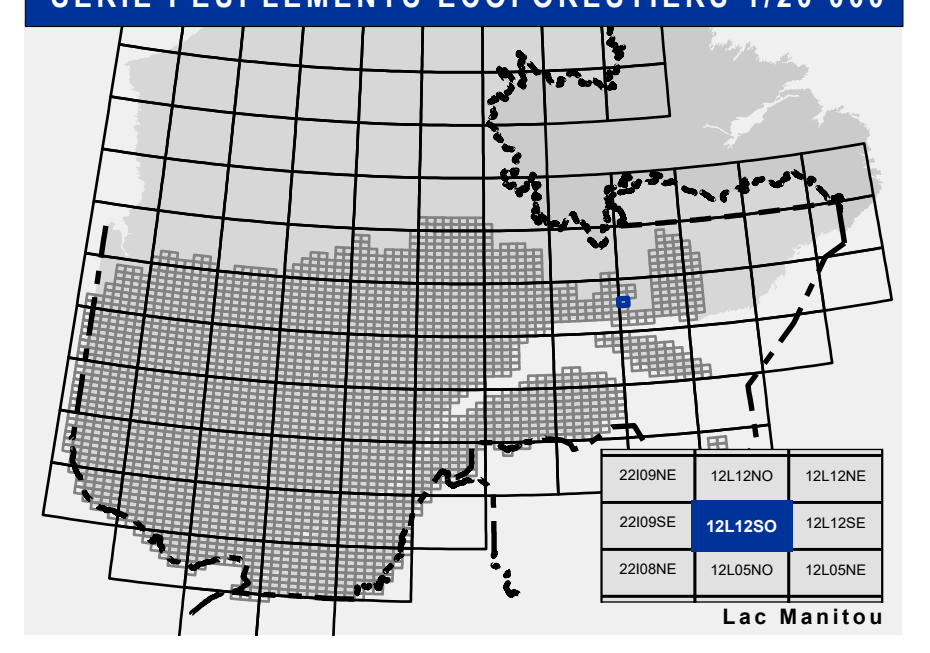 SÉRIE PEUPLEMENTS ÉCOFORESTIERS 1/20 000
22I09NE 12L12NO 12L12NE
22I09SE 12L12SO 12L12SE
22I08NE 12L05NO 12L05NE
Lac Manitou